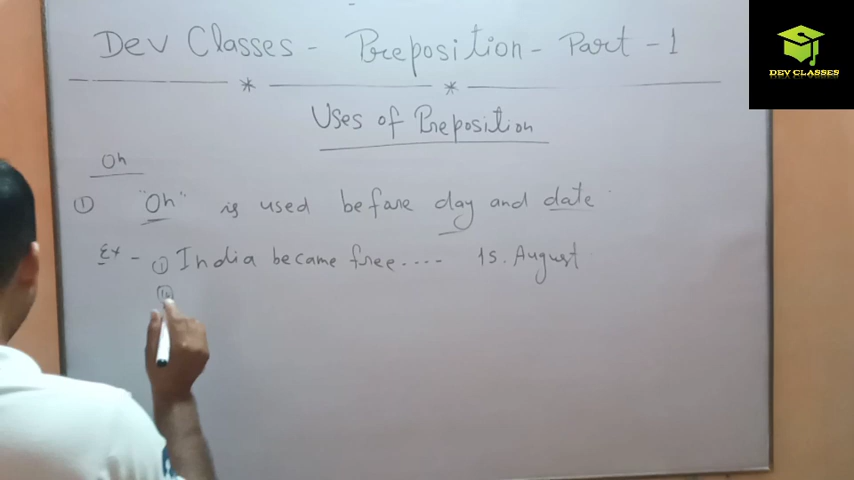 Dev Classes - Preposition - Part - 1
DEV CLASSES
Uses of Preposition
On
① "On" is used before day and date
Ex - ① India became free.... 15. August